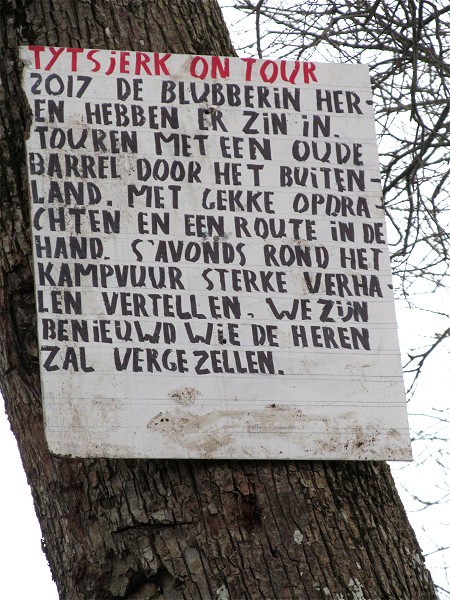 TYTSJERK ON TOUR
2017 DE BLUBBERIN HER-
EN HEBBEN ER ZIN IN.
TOUREN MET EEN OUDE
BARREL DOOR HET BUITEN-
LAND. MET GEKKE OPDRA
CHTEN EN EEN ROUTE IN DE
HAND. S'AVONDS ROND HET
KAMPVUUR STERKE VERHA-
LEN VERTELLEN. WE ZIJN
BENIEUWD WIE DE HEREN
ZAL VERGEZELLEN.